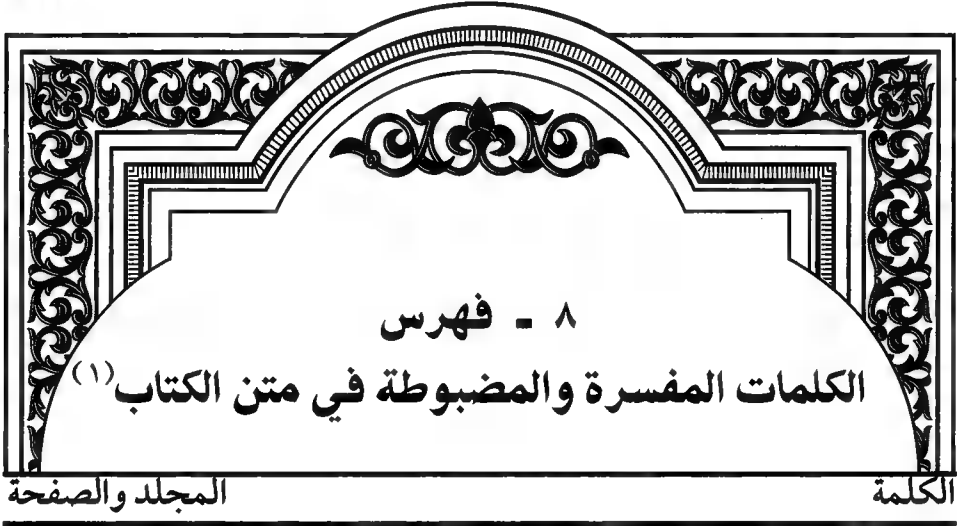 ٨ - فهرس
الكلمات المفسرة والمضبوطة في متن الكتاب(١)
الكلمة المجلد والصفحة